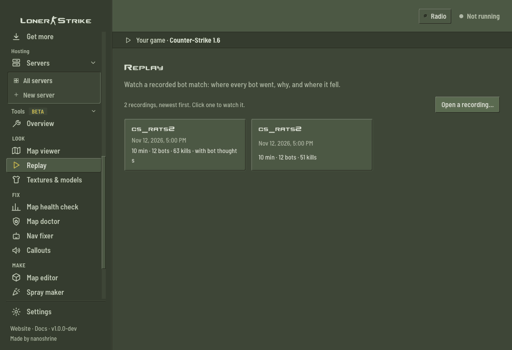 LONERSTRIKE
Get more
Hosting
Servers
All servers
New server
Tools BETA
Overview
LOOK
Map viewer
Replay
Textures & models
FIX
Map health check
Map doctor
Nav fixer
Callouts
MAKE
Map editor
Spray maker
Settings
Website · Docs · v1.0.0-dev
Made by nanoshrine
Radio
Not running
Your game · Counter-Strike 1.6
REPLAY
Watch a recorded bot match: where every bot went, why, and where it fell.
2 recordings, newest first. Click one to watch it.
Open a recording...
CS_RATS2
Nov 12, 2026, 5:00 PM
10 min · 12 bots · 63 kills · with bot thought
s
CS_RATS2
Nov 12, 2026, 5:00 PM
10 min · 12 bots · 51 kills